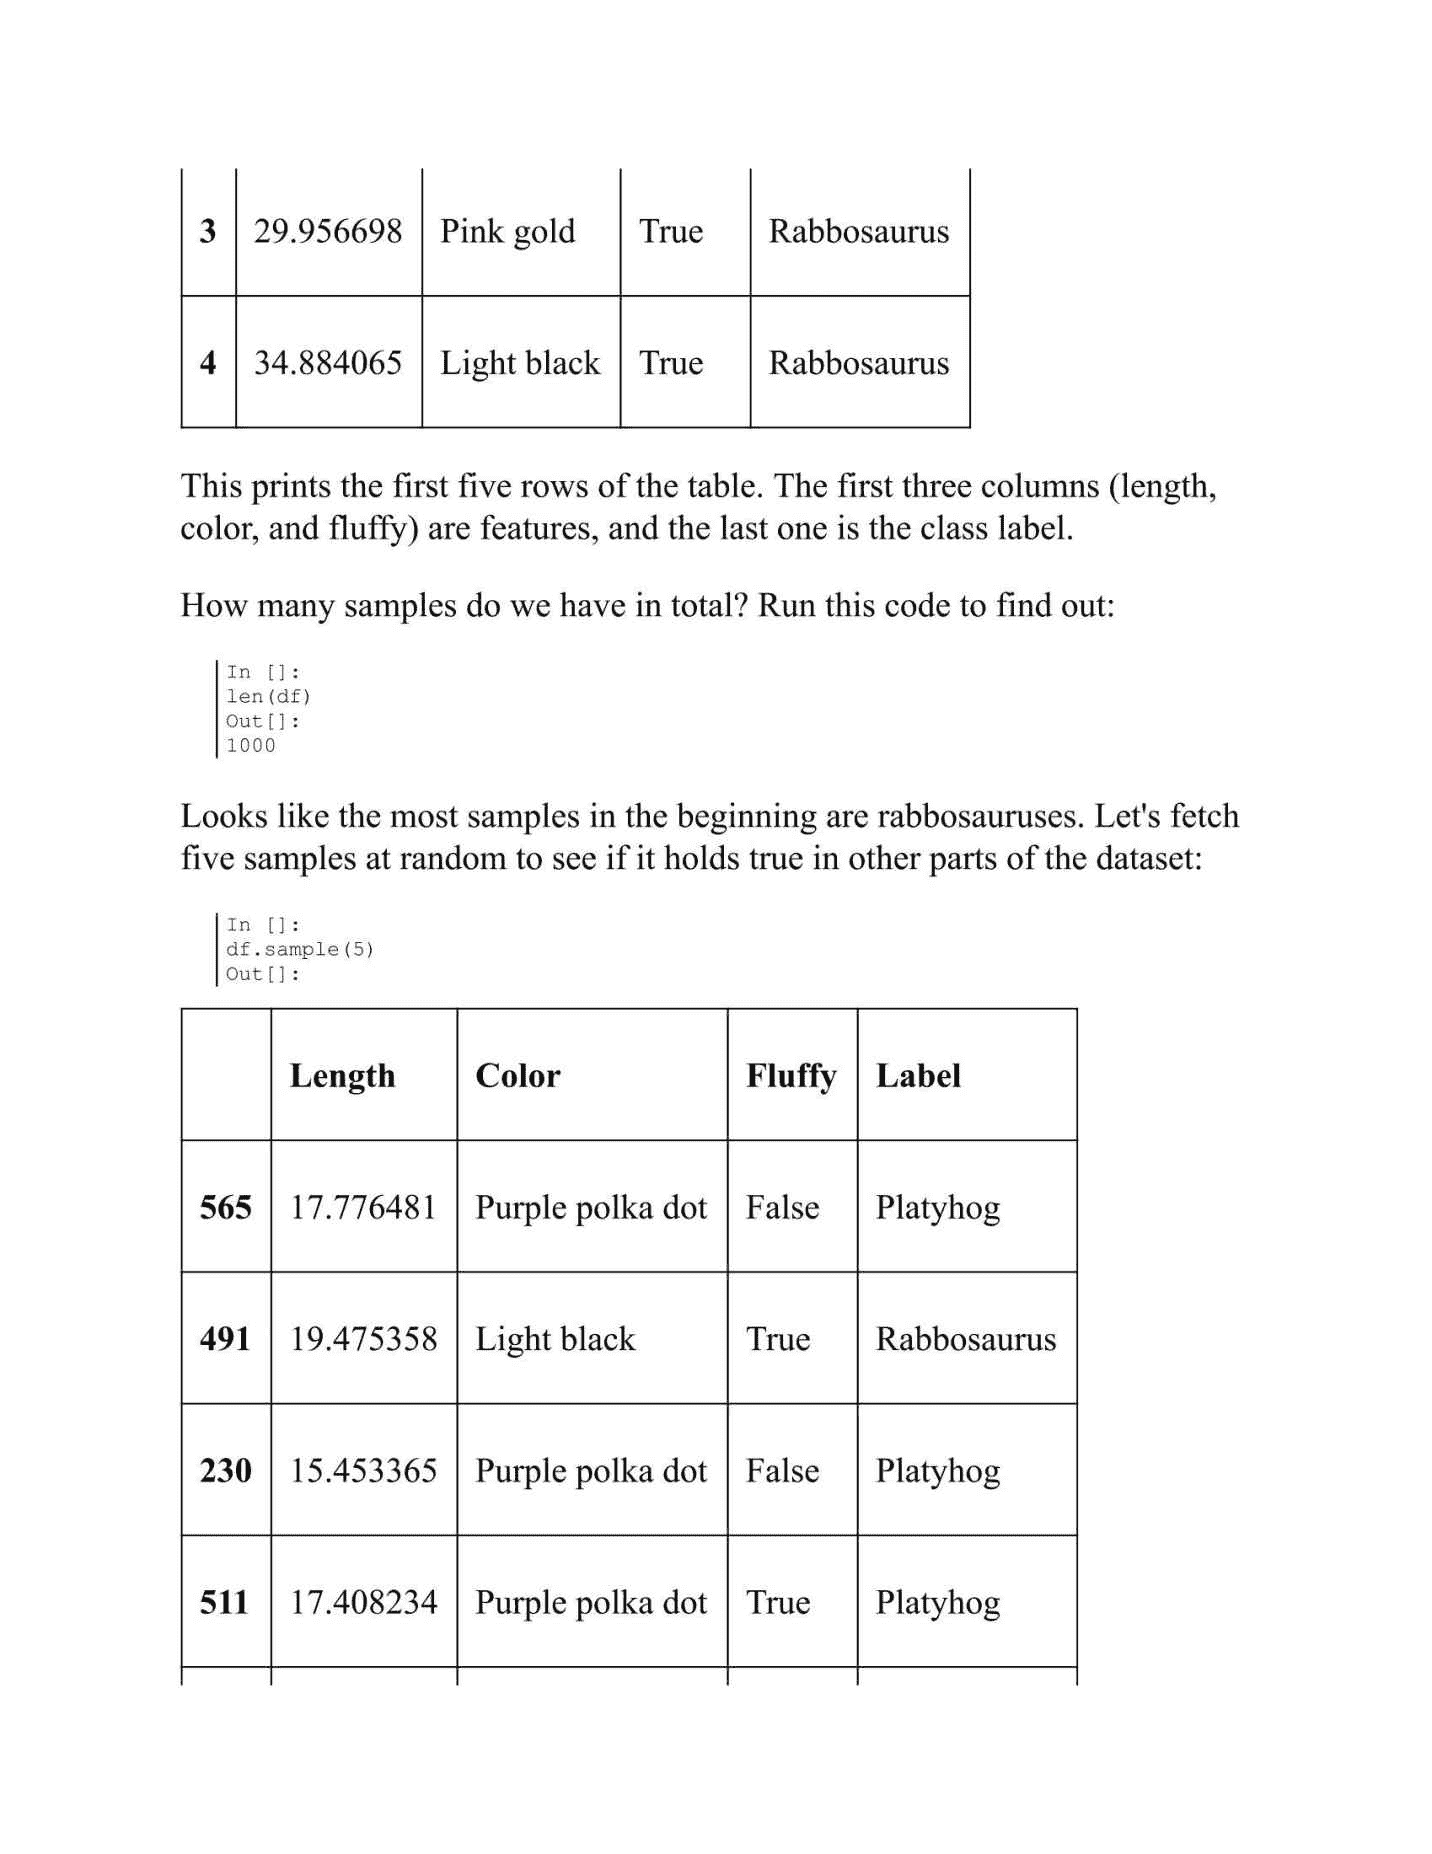 3 29.956698 Pink gold True Rabbosaurus
4 34.884065 Light black True Rabbosaurus
This prints the first five rows of the table. The first three columns (length,
color, and fluffy) are features, and the last one is the class label.
How many samples do we have in total? Run this code to find out:
In []:
len(df)
Out[]:
1000
Looks like the most samples in the beginning are rabbosauruses. Let's fetch
five samples at random to see if it holds true in other parts of the dataset:
In []:
df.sample(5)
Out[]:
Length Color Fluffy Label
565 17.776481 Purple polka dot False Platyhog
491 19.475358 Light black True Rabbosaurus
230 15.453365 Purple polka dot False Platyhog
511 17.408234 Purple polka dot True Platyhog